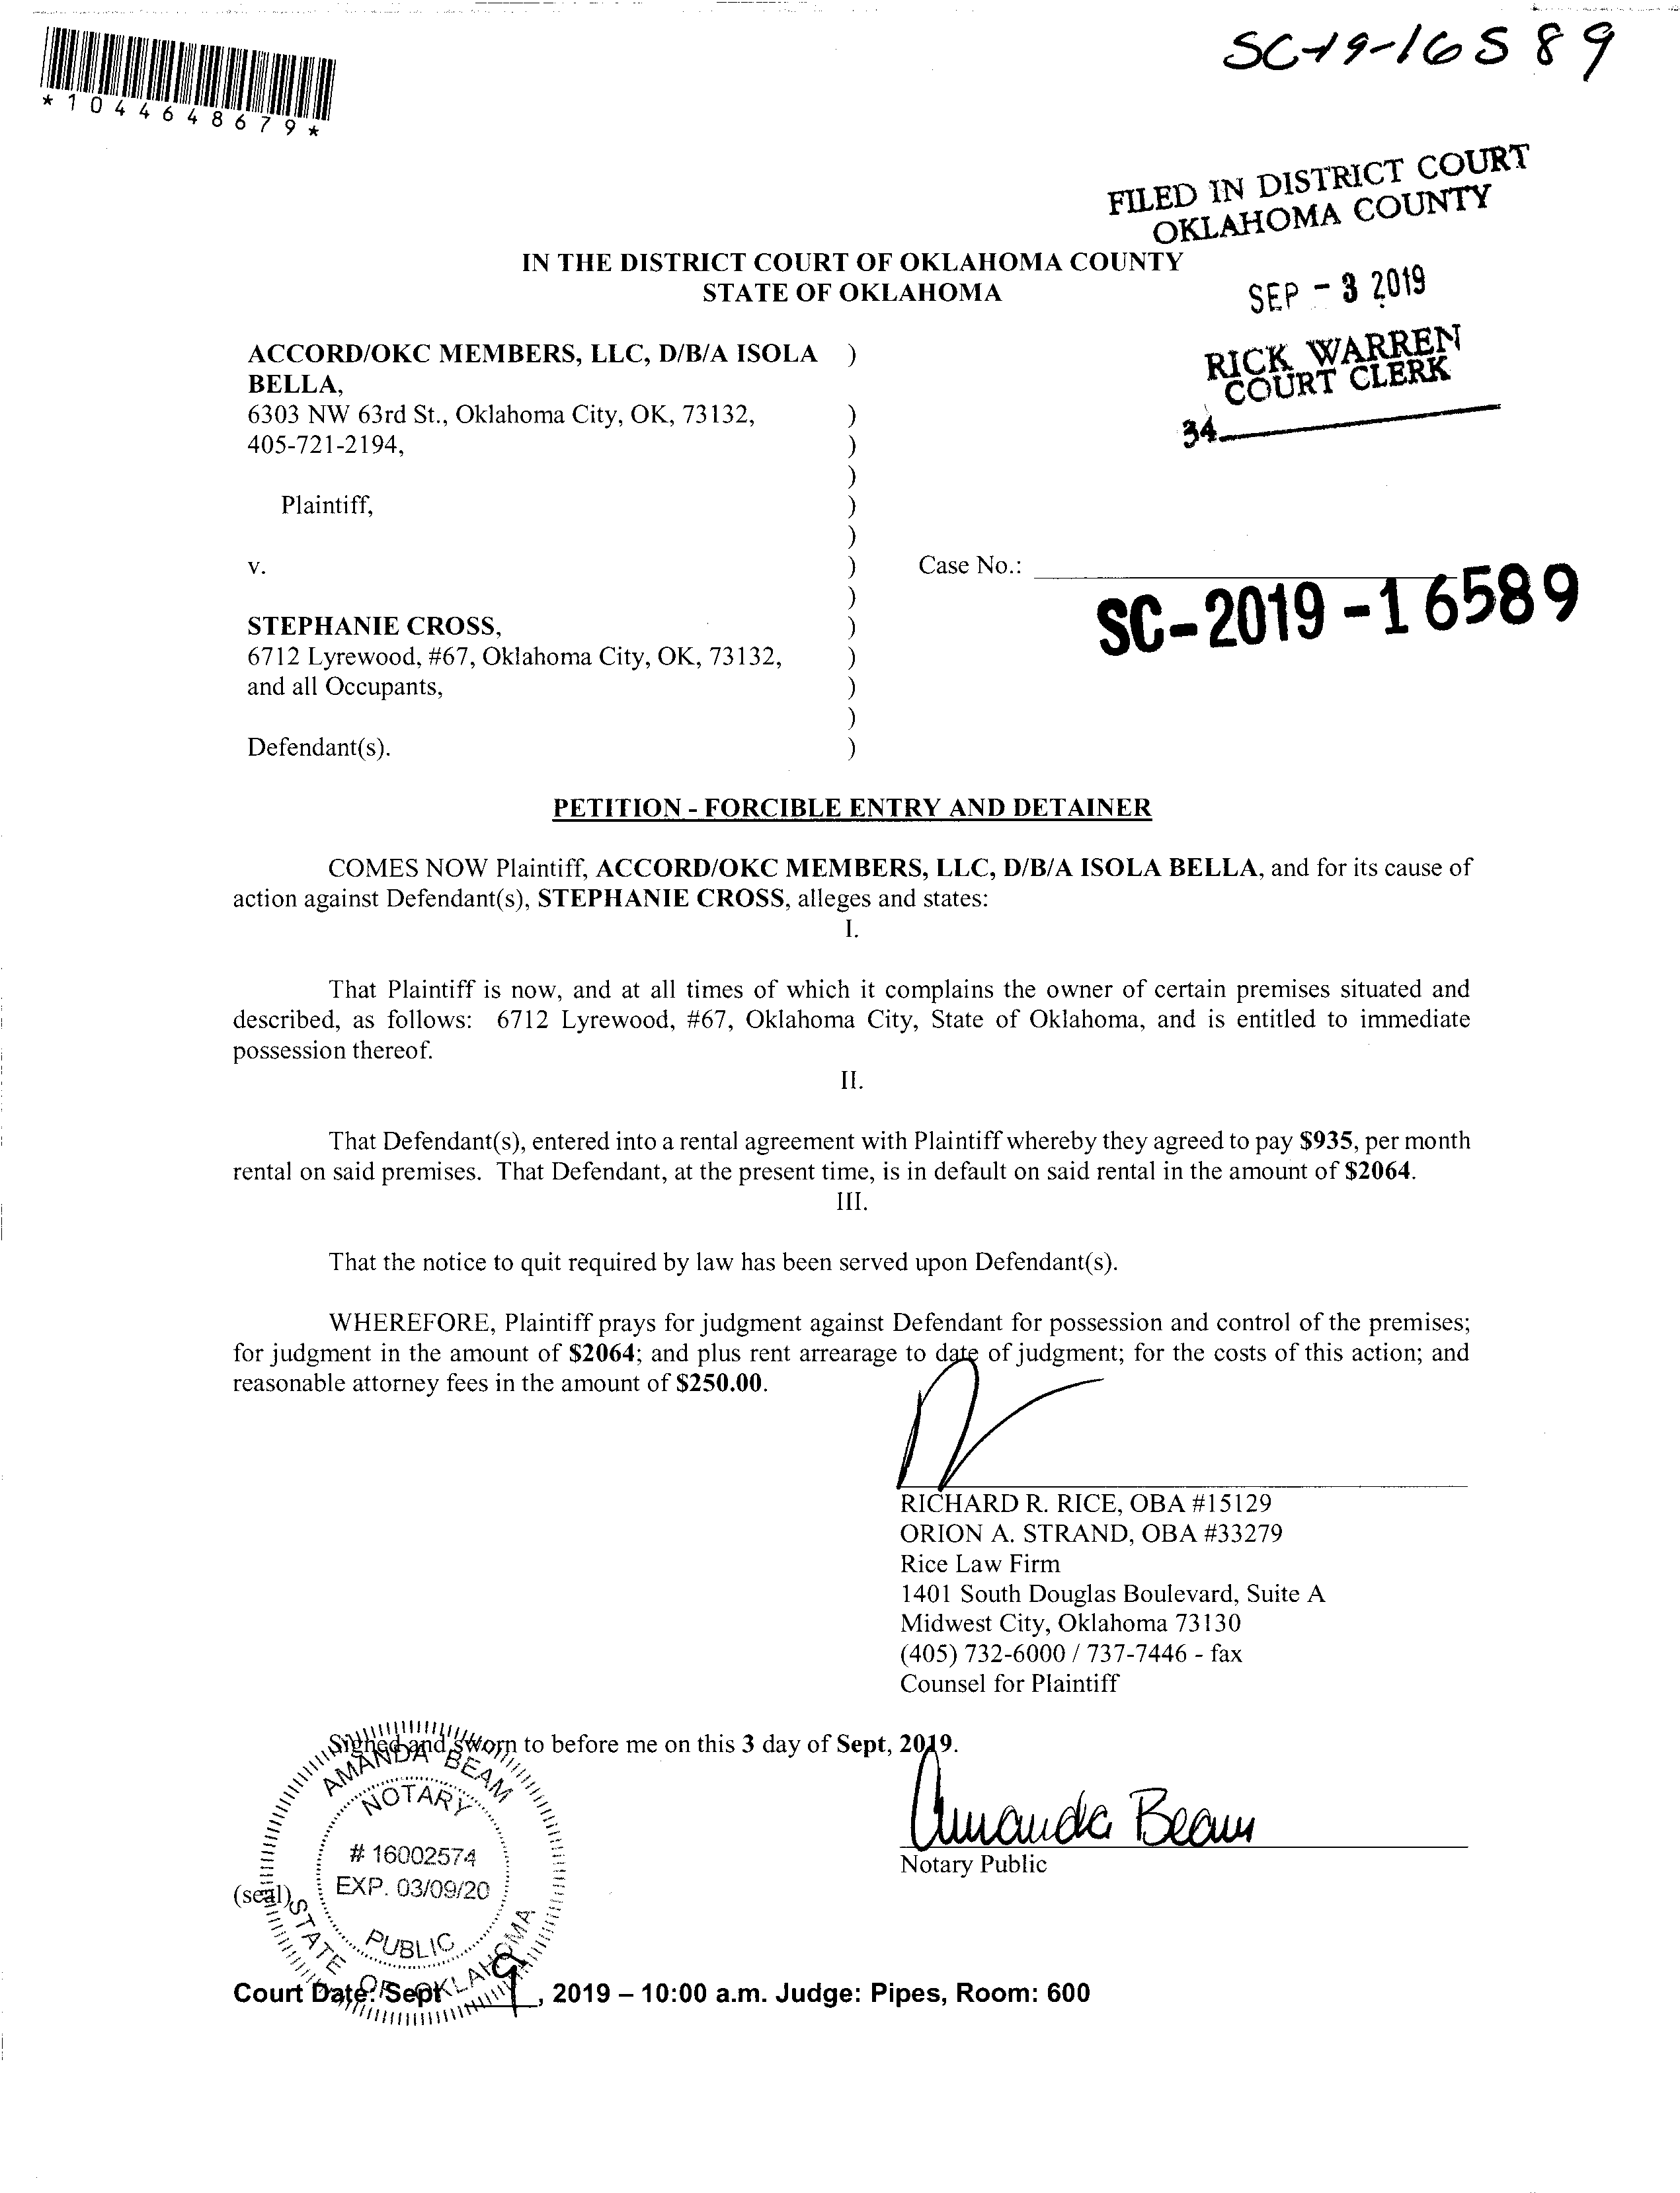 *1044648679*
SC-19-16589
FILED IN DISTRICT COURT
OKLAHOMA COUNTY
SEP - 3 2019
RICK WARREN
COURT CLERK
34
IN THE DISTRICT COURT OF OKLAHOMA COUNTY
STATE OF OKLAHOMA
ACCORD/OKC MEMBERS, LLC, D/B/A ISOLA )
BELLA,
6303 NW 63rd St., Oklahoma City, OK, 73132, )
405-721-2194, )
)
Plaintiff, )
)
v. ) Case No.:
)
SC-2019-16589
STEPHANIE CROSS, )
6712 Lyrewood, #67, Oklahoma City, OK, 73132, )
and all Occupants, )
)
Defendant(s). )
PETITION - FORCIBLE ENTRY AND DETAINER
COMES NOW Plaintiff, ACCORD/OKC MEMBERS, LLC, D/B/A ISOLA BELLA, and for its cause of
action against Defendant(s), STEPHANIE CROSS, alleges and states:
I.
That Plaintiff is now, and at all times of which it complains the owner of certain premises situated and
described, as follows: 6712 Lyrewood, #67, Oklahoma City, State of Oklahoma, and is entitled to immediate
possession thereof.
II.
That Defendant(s), entered into a rental agreement with Plaintiff whereby they agreed to pay $935, per month
rental on said premises. That Defendant, at the present time, is in default on said rental in the amount of $2064.
III.
That the notice to quit required by law has been served upon Defendant(s).
WHEREFORE, Plaintiff prays for judgment against Defendant for possession and control of the premises;
for judgment in the amount of $2064; and plus rent arrearage to date of judgment; for the costs of this action; and
reasonable attorney fees in the amount of $250.00.
RICHARD R. RICE, OBA #15129
ORION A. STRAND, OBA #33279
Rice Law Firm
1401 South Douglas Boulevard, Suite A
Midwest City, Oklahoma 73130
(405) 732-6000 / 737-7446 - fax
Counsel for Plaintiff
Signed and sworn to before me on this 3 day of Sept, 2019.
AMANDA BEAM
NOTARY
# 16002574
EXP. 03/09/20
PUBLIC
STATE OF OKLAHOMA
Amanda Beam
Notary Public
(seal)
Court Date: Sept 9, 2019 – 10:00 a.m. Judge: Pipes, Room: 600